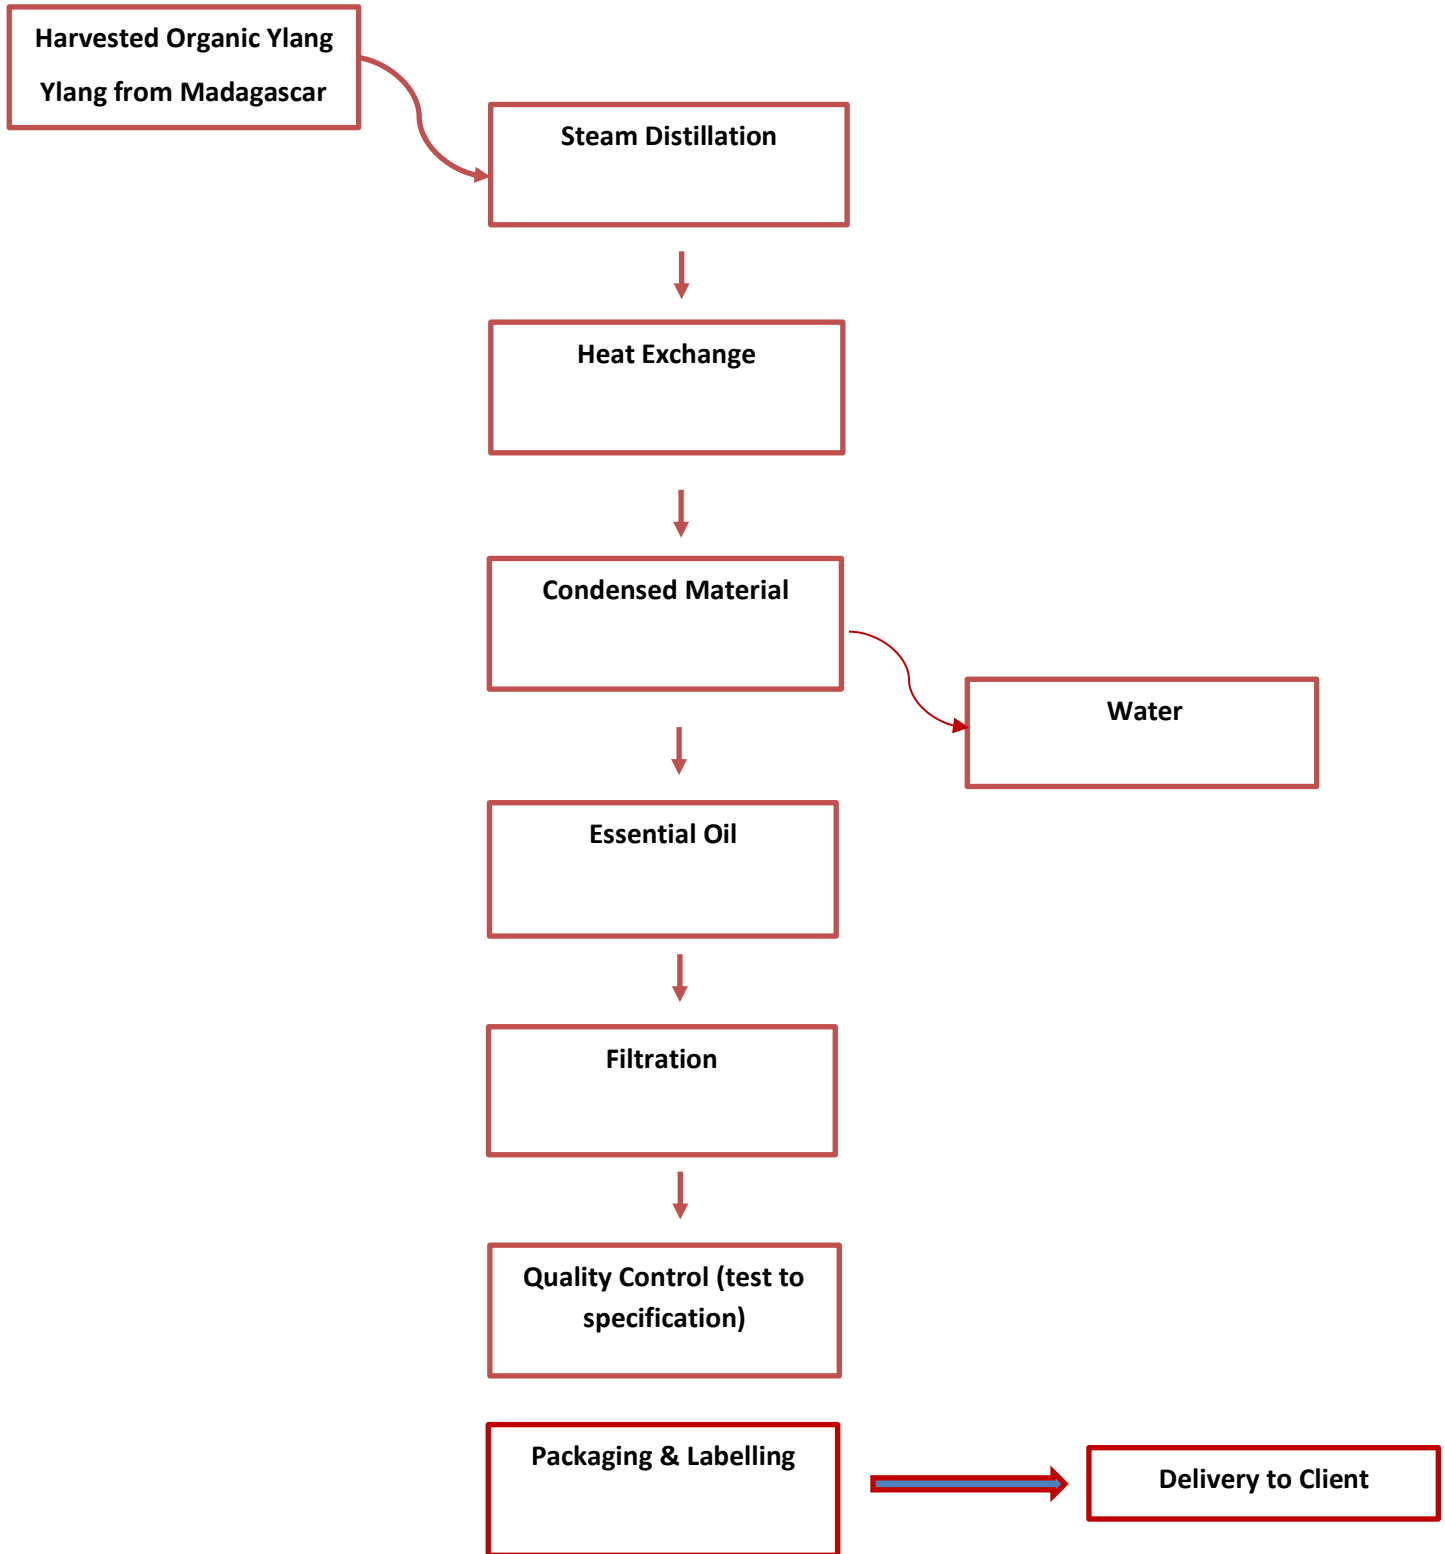 Harvested Organic Ylang
Ylang from Madagascar
Steam Distillation
Heat Exchange
Condensed Material
Water
Essential Oil
Filtration
Quality Control (test to
specification)
Packaging & Labelling
Delivery to Client